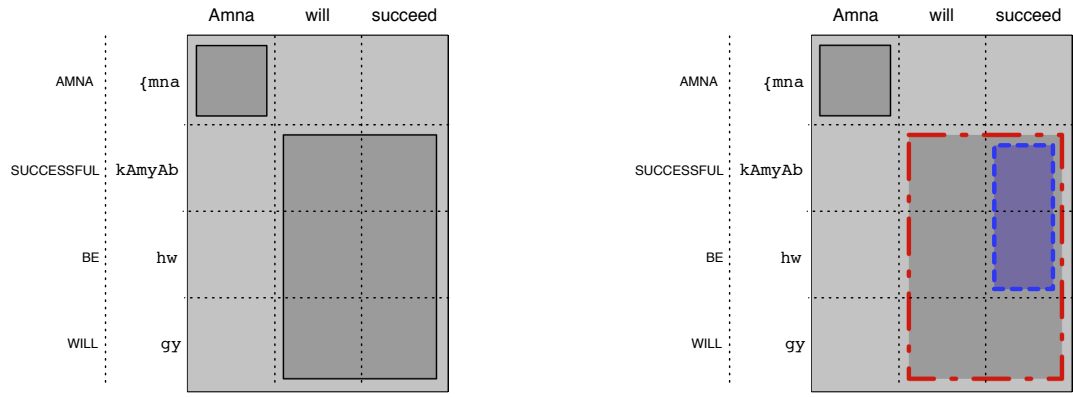 Amna will succeed
AMNA {mna
SUCCESSFUL kAmyAb
BE hw
WILL gy
Amna will succeed
AMNA {mna
SUCCESSFUL kAmyAb
BE hw
WILL gy